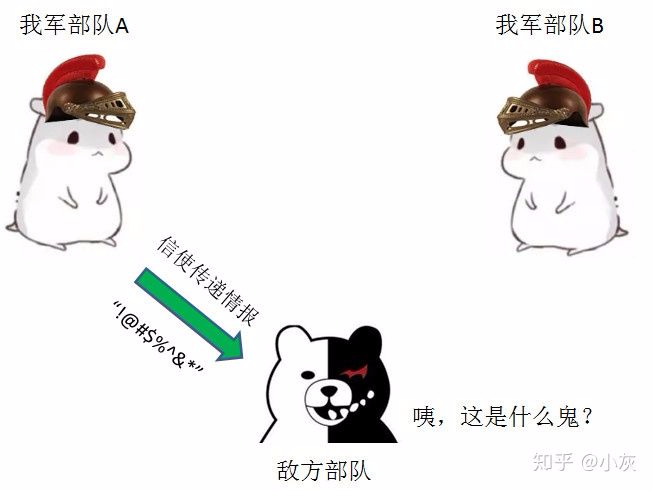 我军部队A
我军部队B
信使传递情报
“!@#$%^&*”
咦，这是什么鬼？
敌方部队
知乎 @小灰